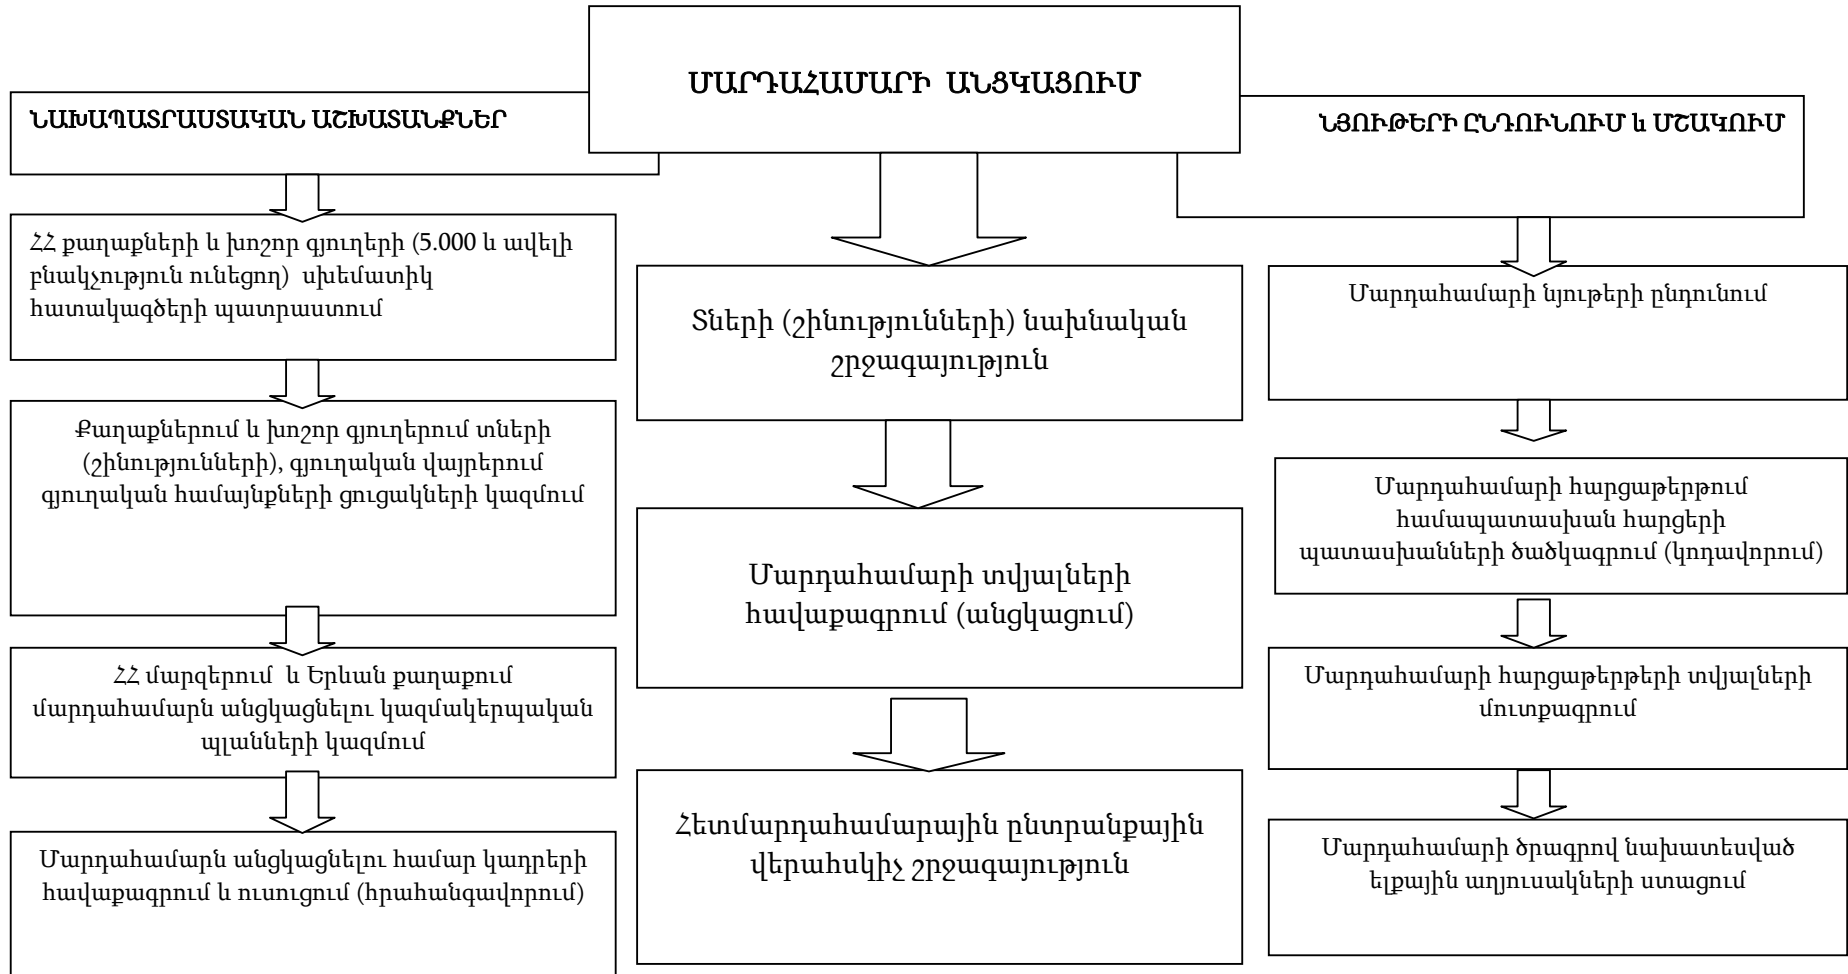 ՄԱՐԴԱՀԱՄԱՐԻ ԱՆՑԿԱՑՈՒՄ
ՆԱԽԱՊԱՏՐԱՍՏԱԿԱՆ ԱՇԽԱՏԱՆՔՆԵՐ
ՀՀ քաղաքների և խոշոր գյուղերի (5.000 և ավելի
բնակչություն ունեցող) սխեմատիկ
հատակագծերի պատրաստում
Քաղաքներում և խոշոր գյուղերում տների
(շինությունների), գյուղական վայրերում
գյուղական համայնքների ցուցակների կազմում
ՀՀ մարզերում և Երևան քաղաքում
մարդահամարն անցկացնելու կազմակերպական
պլանների կազմում
Մարդահամարն անցկացնելու համար կադրերի
հավաքագրում և ուսուցում (հրահանգավորում)
Տների (շինությունների) նախնական
շրջագայություն
Մարդահամարի տվյալների
հավաքագրում (անցկացում)
Հետմարդահամարային ընտրանքային
վերահսկիչ շրջագայություն
ՆՅՈՒԹԵՐԻ ԸՆԴՈՒՆՈՒՄ և ՄՇԱԿՈՒՄ
Մարդահամարի նյութերի ընդունում
Մարդահամարի հարցաթերթում
համապատասխան հարցերի
պատասխանների ծածկագրում (կոդավորում)
Մարդահամարի հարցաթերթերի տվյալների
մուտքագրում
Մարդահամարի ծրագրով նախատեսված
ելքային աղյուսակների ստացում